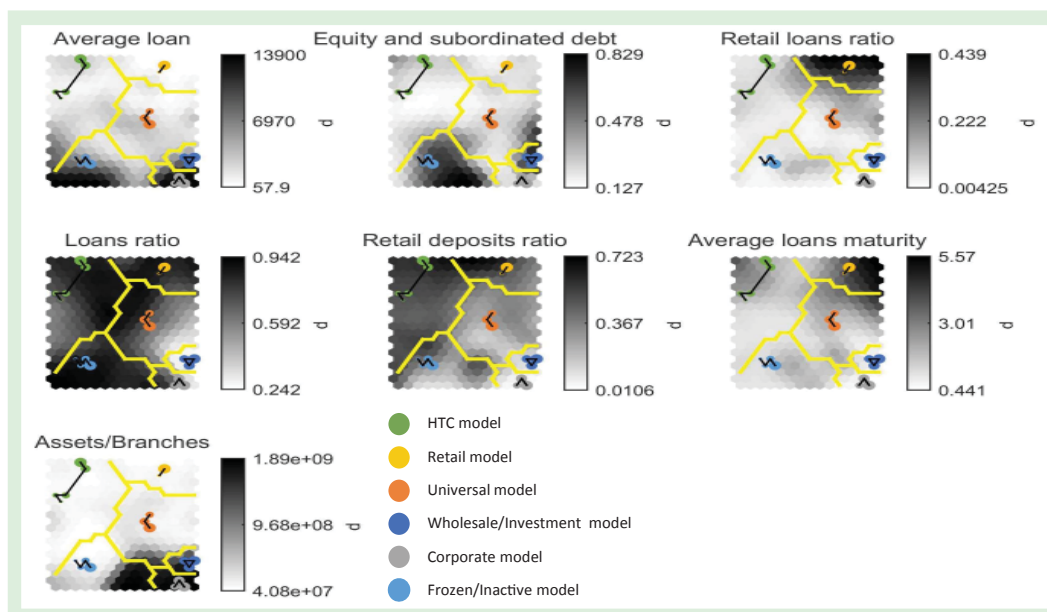 Average loan
13900
6970
57.9
d
Equity and subordinated debt
0.829
0.478
0.127
d
Retail loans ratio
0.439
0.222
0.00425
d
Loans ratio
0.942
0.592
0.242
d
Retail deposits ratio
0.723
0.367
0.0106
d
Average loans maturity
5.57
3.01
0.441
d
Assets/Branches
1.89e+09
9.68e+08
4.08e+07
d
HTC model
Retail model
Universal model
Wholesale/Investment model
Corporate model
Frozen/Inactive model